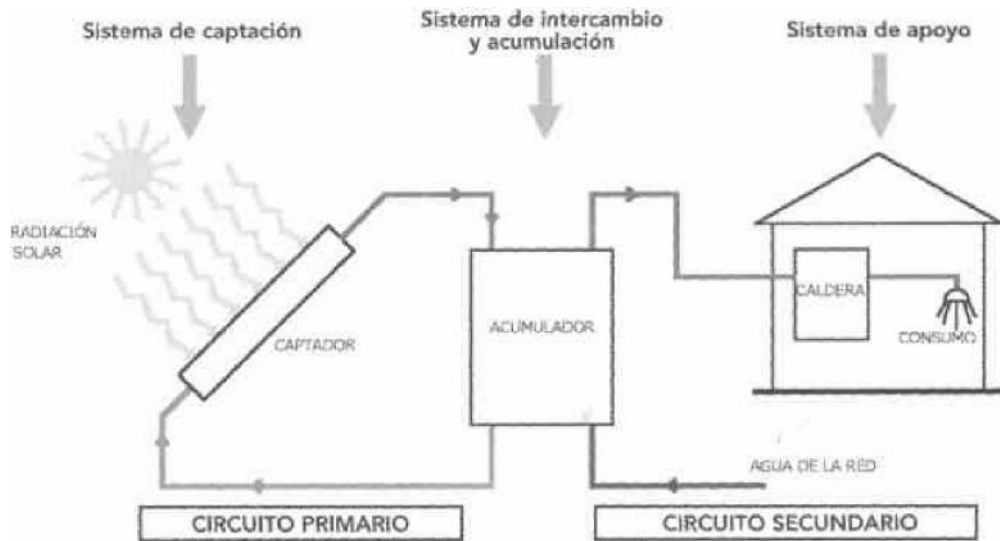 Sistema de captación
Sistema de intercambio
y acumulación
Sistema de apoyo
RADIACIÓN
SOLAR
CAPTADOR
ACUMULADOR
CALDERA
CONSUMO
AGUA DE LA RED
CIRCUITO PRIMARIO
CIRCUITO SECUNDARIO